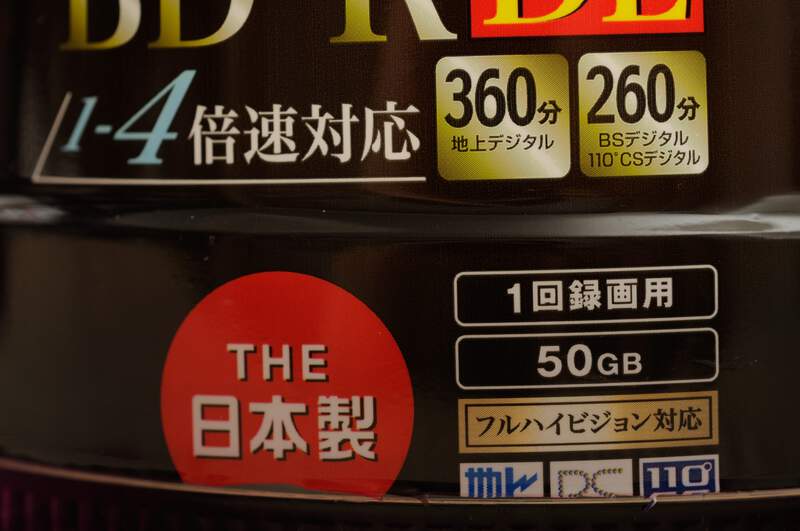 BD-R DL
1-4倍速対応
360分
地上デジタル
260分
BSデジタル
110°CSデジタル
THE
日本製
1回録画用
50GB
フルハイビジョン対応
BS
110°